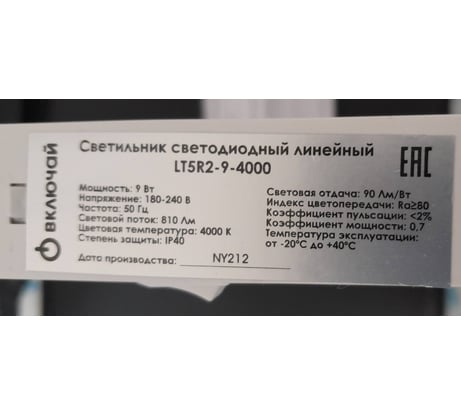 ВКЛЮЧАЙ
Светильник светодиодный линейный
LT5R2-9-4000
EAC
Мощность: 9 Вт
Напряжение: 180-240 В
Частота: 50 Гц
Световой поток: 810 Лм
Цветовая температура: 4000 К
Степень защиты: IP40
Световая отдача: 90 Лм/Вт
Индекс цветопередачи: Ra≥80
Коэффициент пульсации: <2%
Коэффициент мощности: 0,7
Температура эксплуатации:
от -20°С до +40°С
Дата производства: NY212